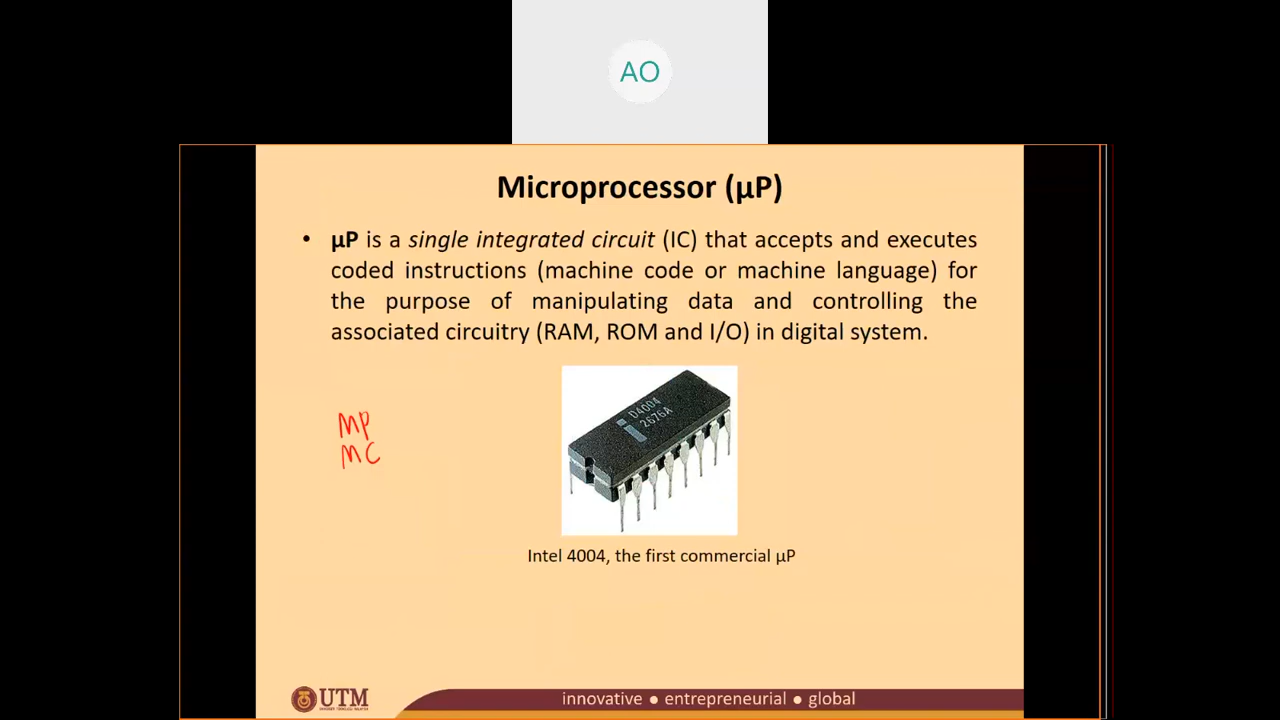 AO
Microprocessor (µP)
• µP is a single integrated circuit (IC) that accepts and executes
coded instructions (machine code or machine language) for
the purpose of manipulating data and controlling the
associated circuitry (RAM, ROM and I/O) in digital system.
D4004
2676A
MP
MC
Intel 4004, the first commercial µP
UTM
innovative ● entrepreneurial ● global